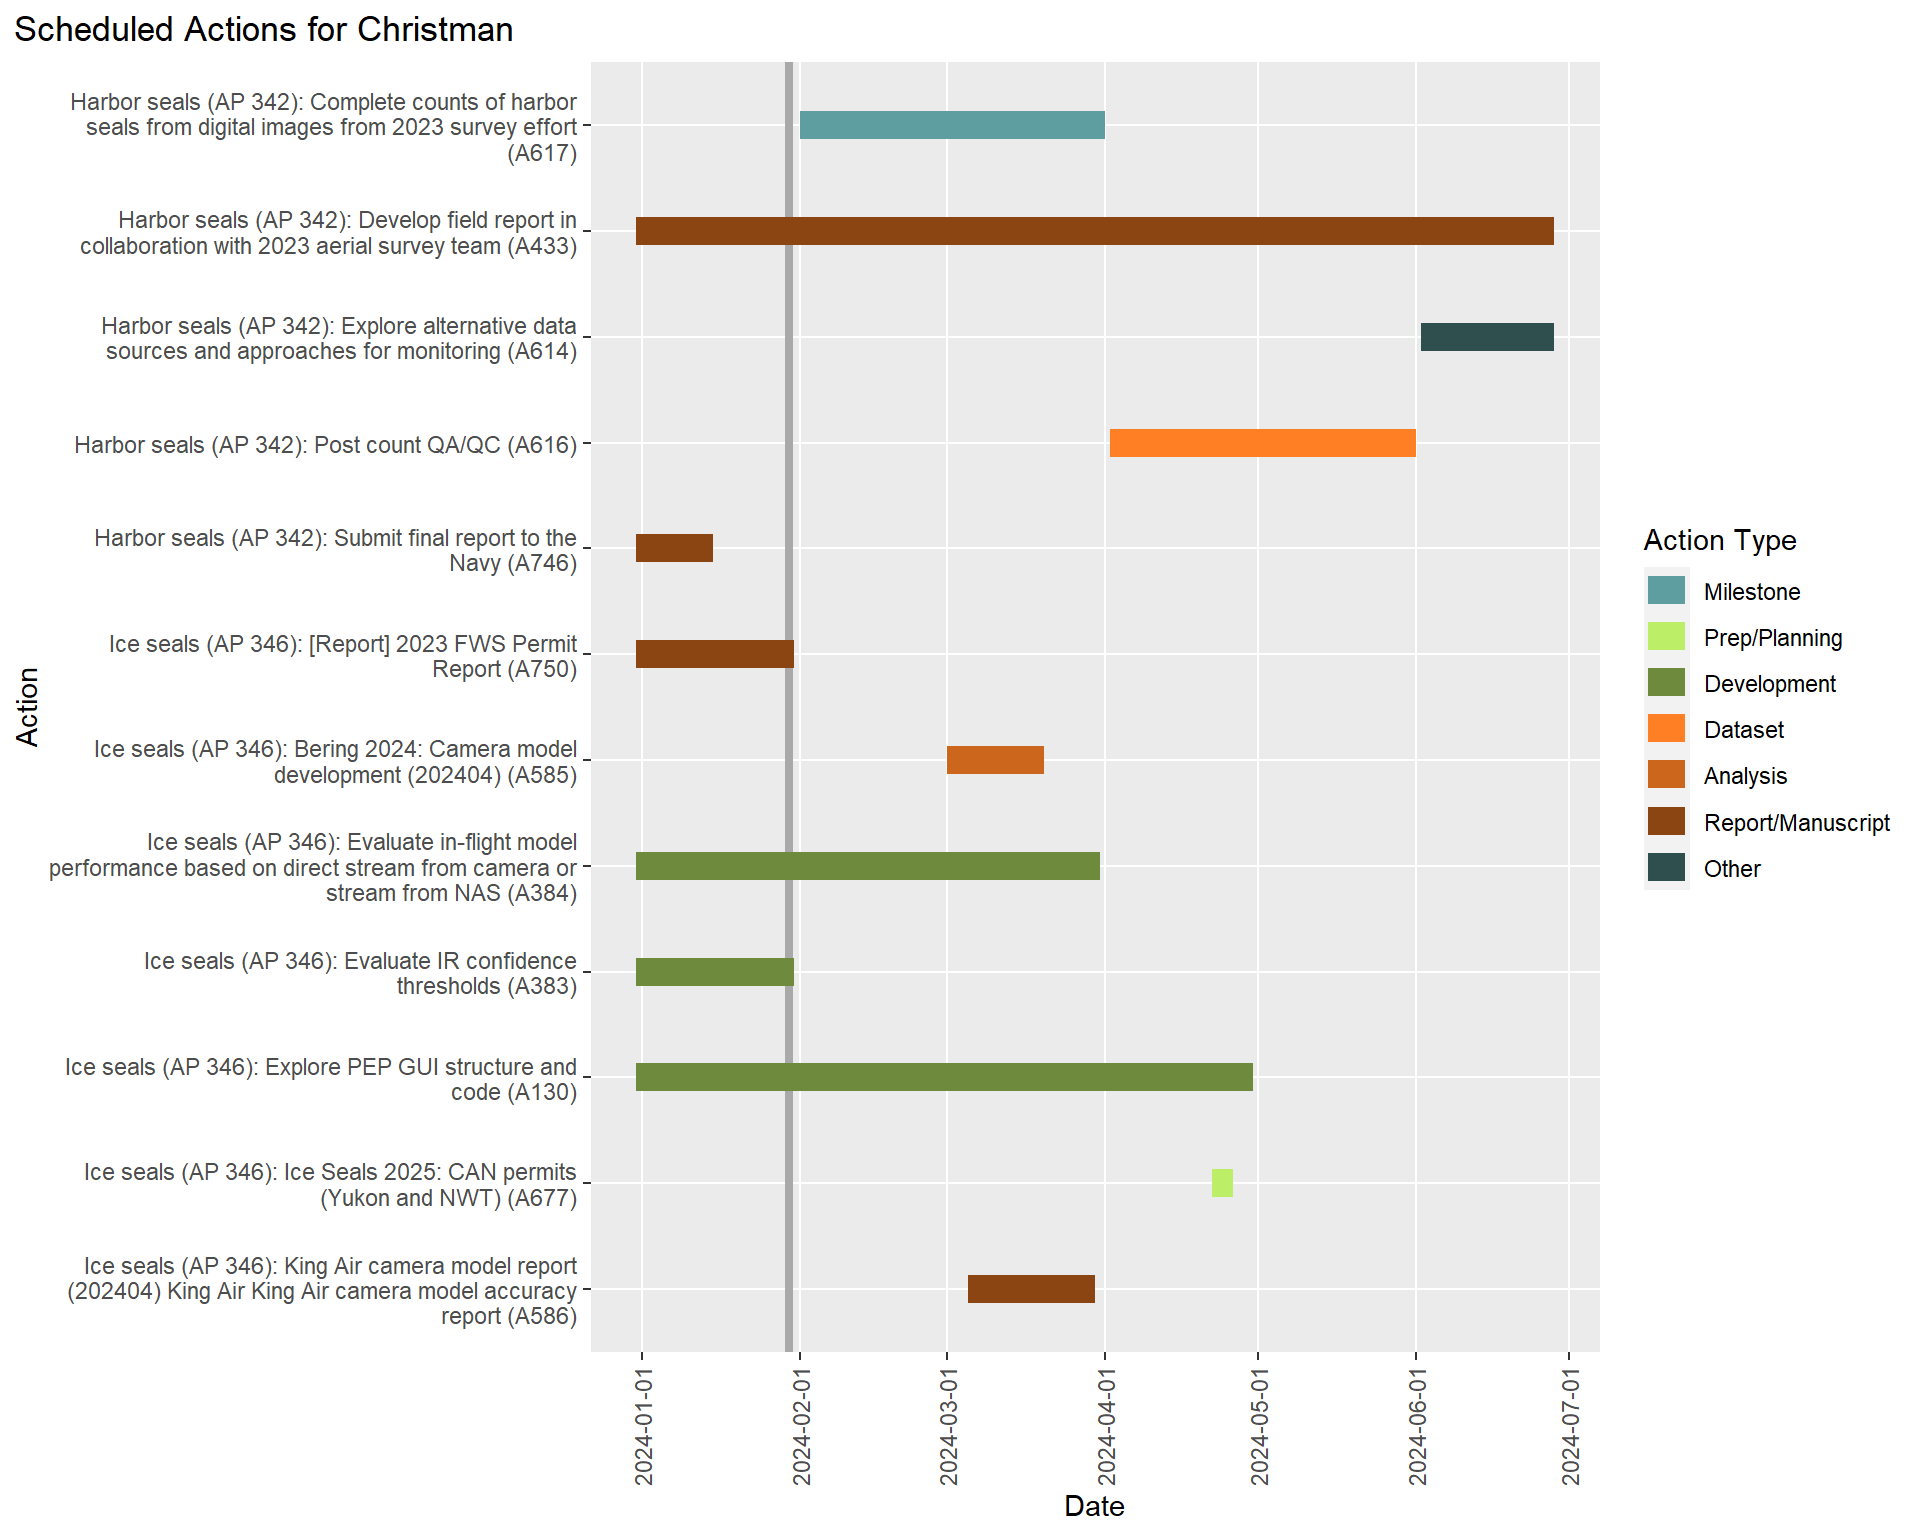 Scheduled Actions for Christman
Harbor seals (AP 342): Complete counts of harbor
seals from digital images from 2023 survey effort
(A617)
Harbor seals (AP 342): Develop field report in
collaboration with 2023 aerial survey team (A433)
Harbor seals (AP 342): Explore alternative data
sources and approaches for monitoring (A614)
Harbor seals (AP 342): Post count QA/QC (A616)
Harbor seals (AP 342): Submit final report to the
Navy (A746)
Ice seals (AP 346): [Report] 2023 FWS Permit
Report (A750)
Ice seals (AP 346): Bering 2024: Camera model
development (202404) (A585)
Ice seals (AP 346): Evaluate in-flight model
performance based on direct stream from camera or
stream from NAS (A384)
Ice seals (AP 346): Evaluate IR confidence
thresholds (A383)
Ice seals (AP 346): Explore PEP GUI structure and
code (A130)
Ice seals (AP 346): Ice Seals 2025: CAN permits
(Yukon and NWT) (A677)
Ice seals (AP 346): King Air camera model report
(202404) King Air King Air camera model accuracy
report (A586)
Action
2024-01-01
2024-02-01
2024-03-01
2024-04-01
2024-05-01
2024-06-01
2024-07-01
Date
Action Type
Milestone
Prep/Planning
Development
Dataset
Analysis
Report/Manuscript
Other